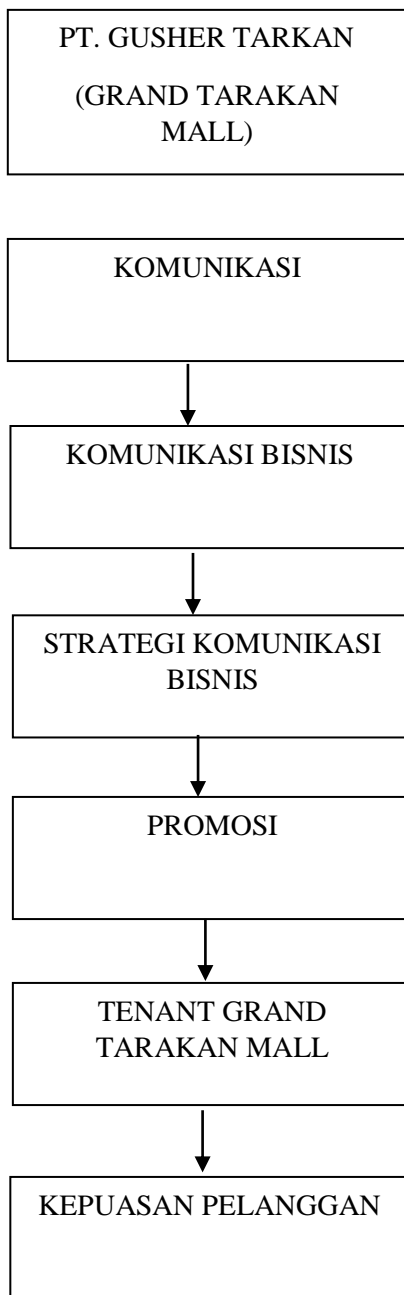 PT. GUSHER TARKAN
(GRAND TARAKAN
MALL)
KOMUNIKASI
KOMUNIKASI BISNIS
STRATEGI KOMUNIKASI
BISNIS
PROMOSI
TENANT GRAND
TARAKAN MALL
KEPUASAN PELANGGAN